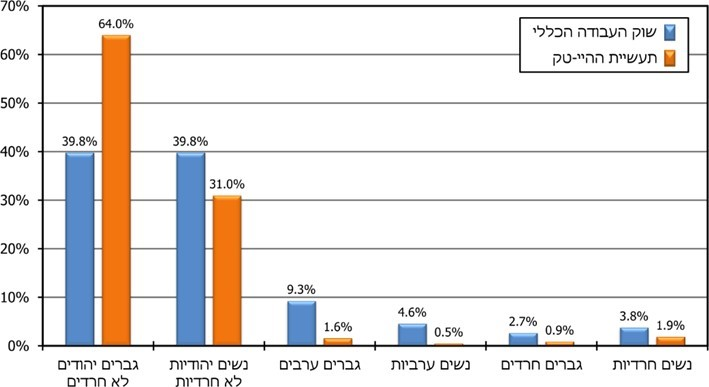 70%
60%
50%
40%
30%
20%
10%
0%
שוק העבודה הכללי
תעשיית ההיי-טק
39.8%
64.0%
39.8%
31.0%
9.3%
1.6%
4.6%
0.5%
2.7%
0.9%
3.8%
1.9%
גברים יהודים
לא חרדים
נשים יהודיות
לא חרדיות
גברים ערבים
נשים ערביות
גברים חרדים
נשים חרדיות